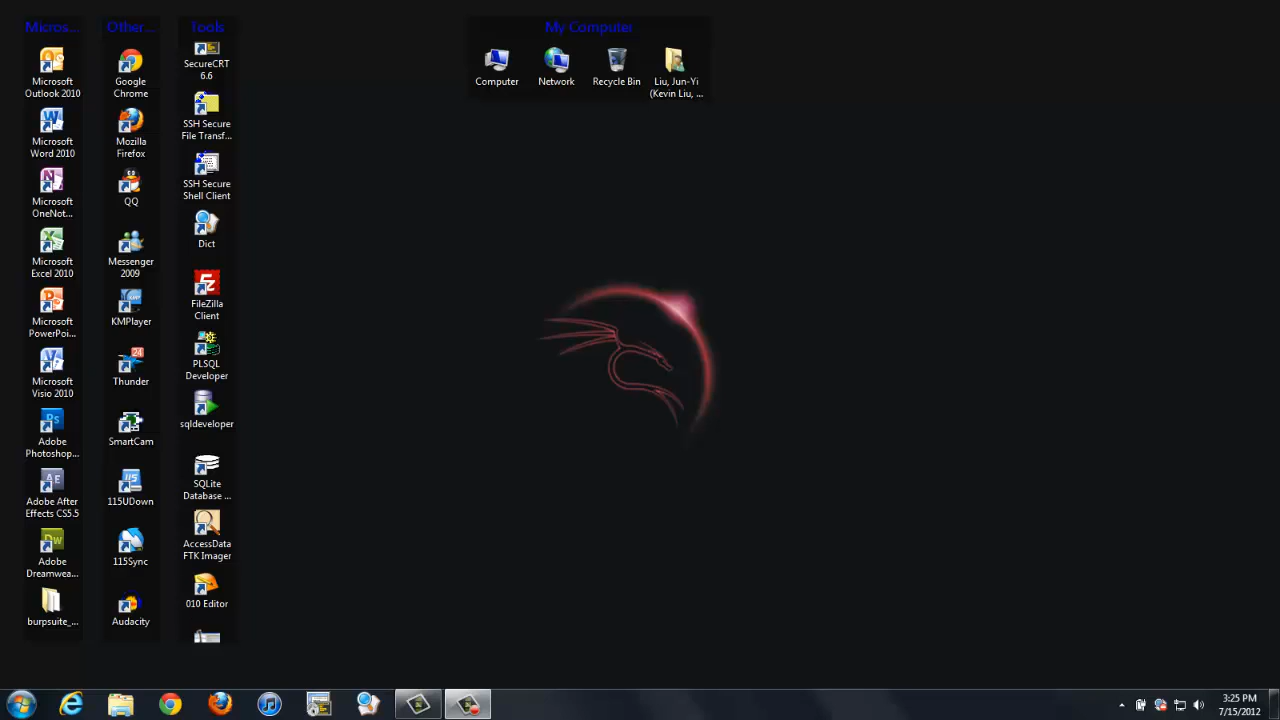 Micros...
Microsoft
Outlook 2010
Microsoft
Word 2010
Microsoft
OneNot...
Microsoft
Excel 2010
Microsoft
PowerPoi...
Microsoft
Visio 2010
Adobe
Photoshop...
Adobe After
Effects CS5.5
Adobe
Dreamwea...
burpsuite_...
Other...
Google
Chrome
Mozilla
Firefox
QQ
Messenger
2009
KMPlayer
24
Thunder
SmartCam
115UDown
115Sync
Audacity
Tools
SecureCRT
6.6
SSH Secure
File Transf...
SSH Secure
Shell Client
Dict
FileZilla
Client
PLSQL
Developer
sqldeveloper
SQLite
Database ...
AccessData
FTK Imager
010 Editor
My Computer
Computer
Network
Recycle Bin
Liu, Jun-Yi
(Kevin Liu, ...
3:25 PM
7/15/2012